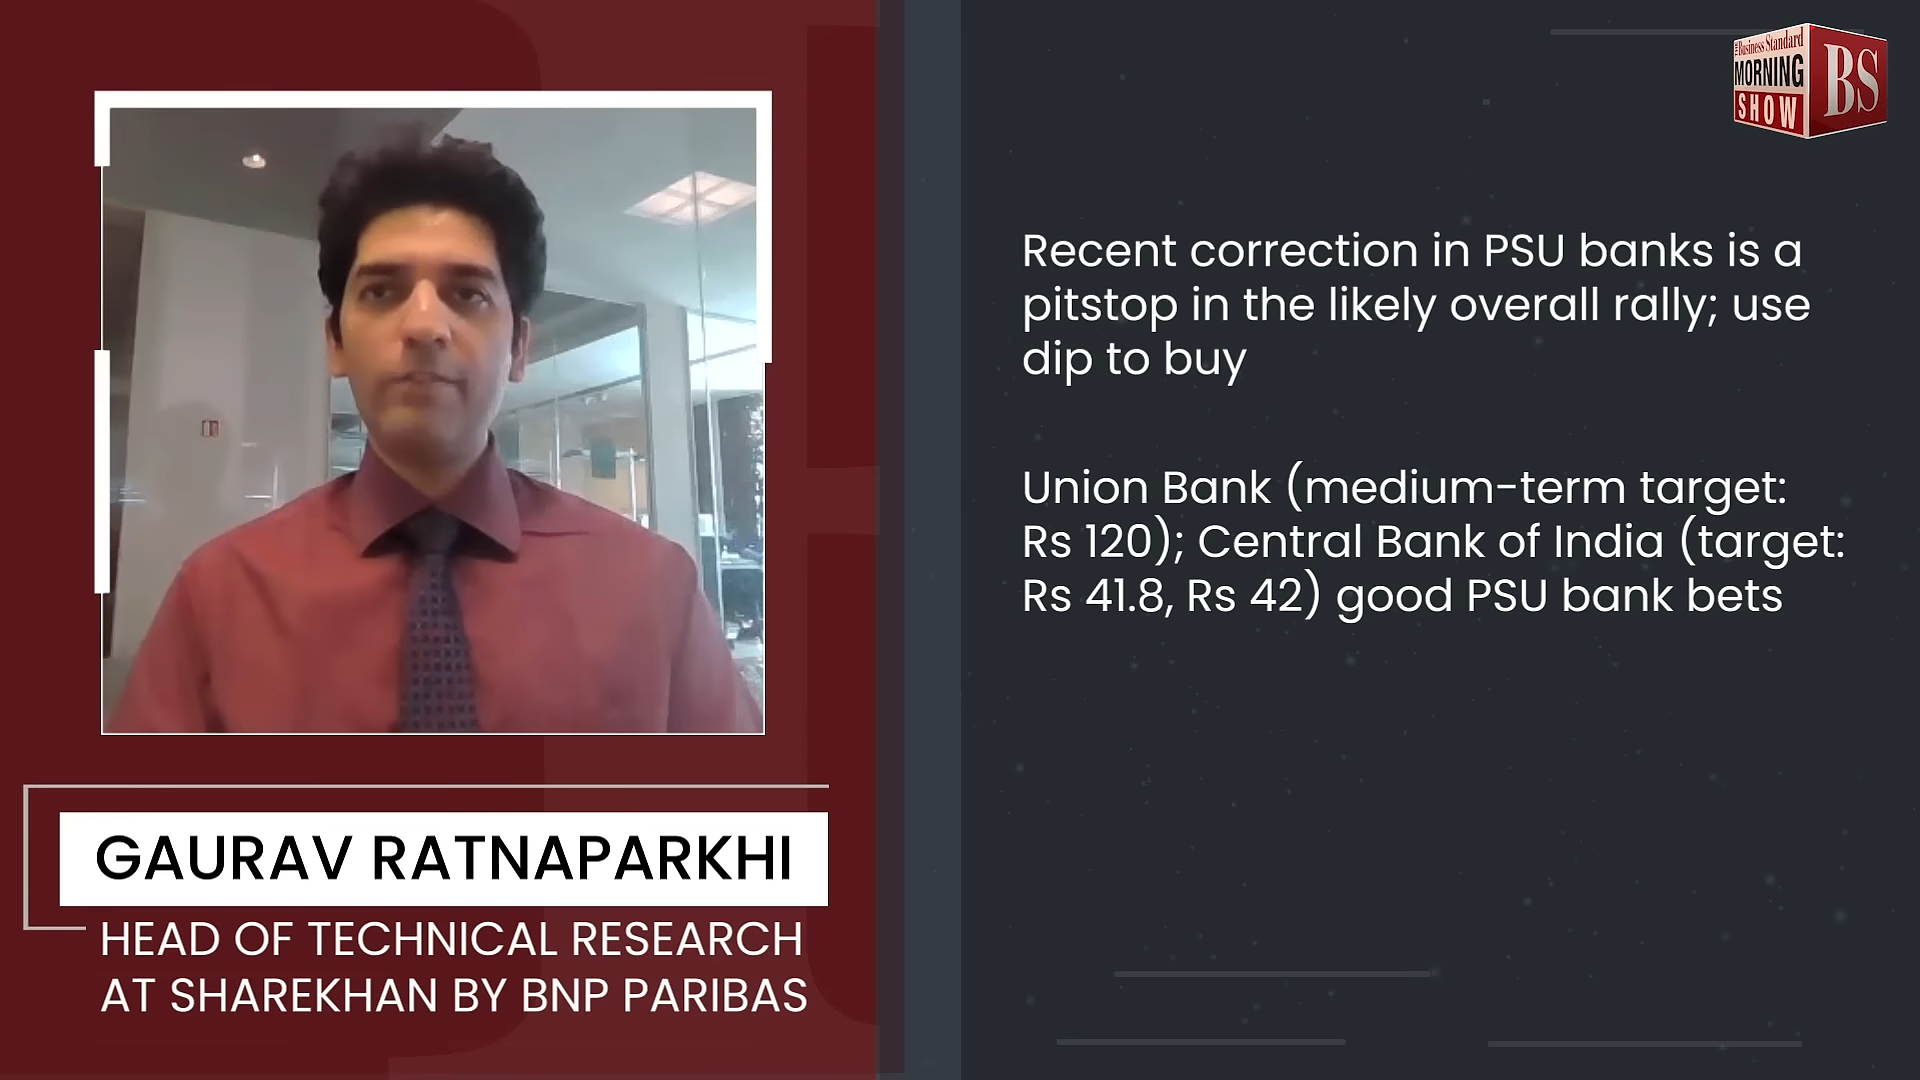 The Business Standard
MORNING
SHOW
BS
Recent correction in PSU banks is a
pitstop in the likely overall rally; use
dip to buy
Union Bank (medium-term target:
Rs 120); Central Bank of India (target:
Rs 41.8, Rs 42) good PSU bank bets
GAURAV RATNAPARKHI
HEAD OF TECHNICAL RESEARCH
AT SHAREKHAN BY BNP PARIBAS